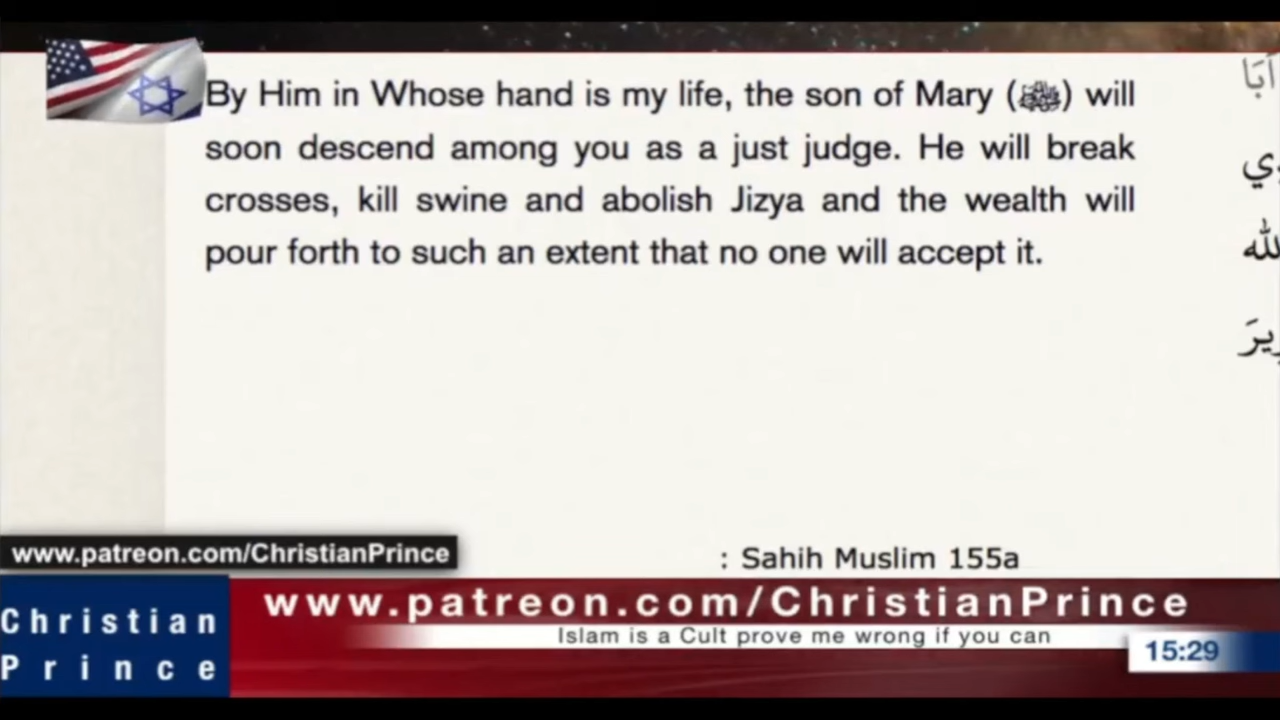 By Him in Whose hand is my life, the son of Mary (ﷺ) will
soon descend among you as a just judge. He will break
crosses, kill swine and abolish Jizya and the wealth will
pour forth to such an extent that no one will accept it.
أَبَا
لله
www.patreon.com/ChristianPrince
: Sahih Muslim 155a
www.patreon.com/ChristianPrince
Islam is a Cult prove me wrong if you can
Christian
Prince
15:29